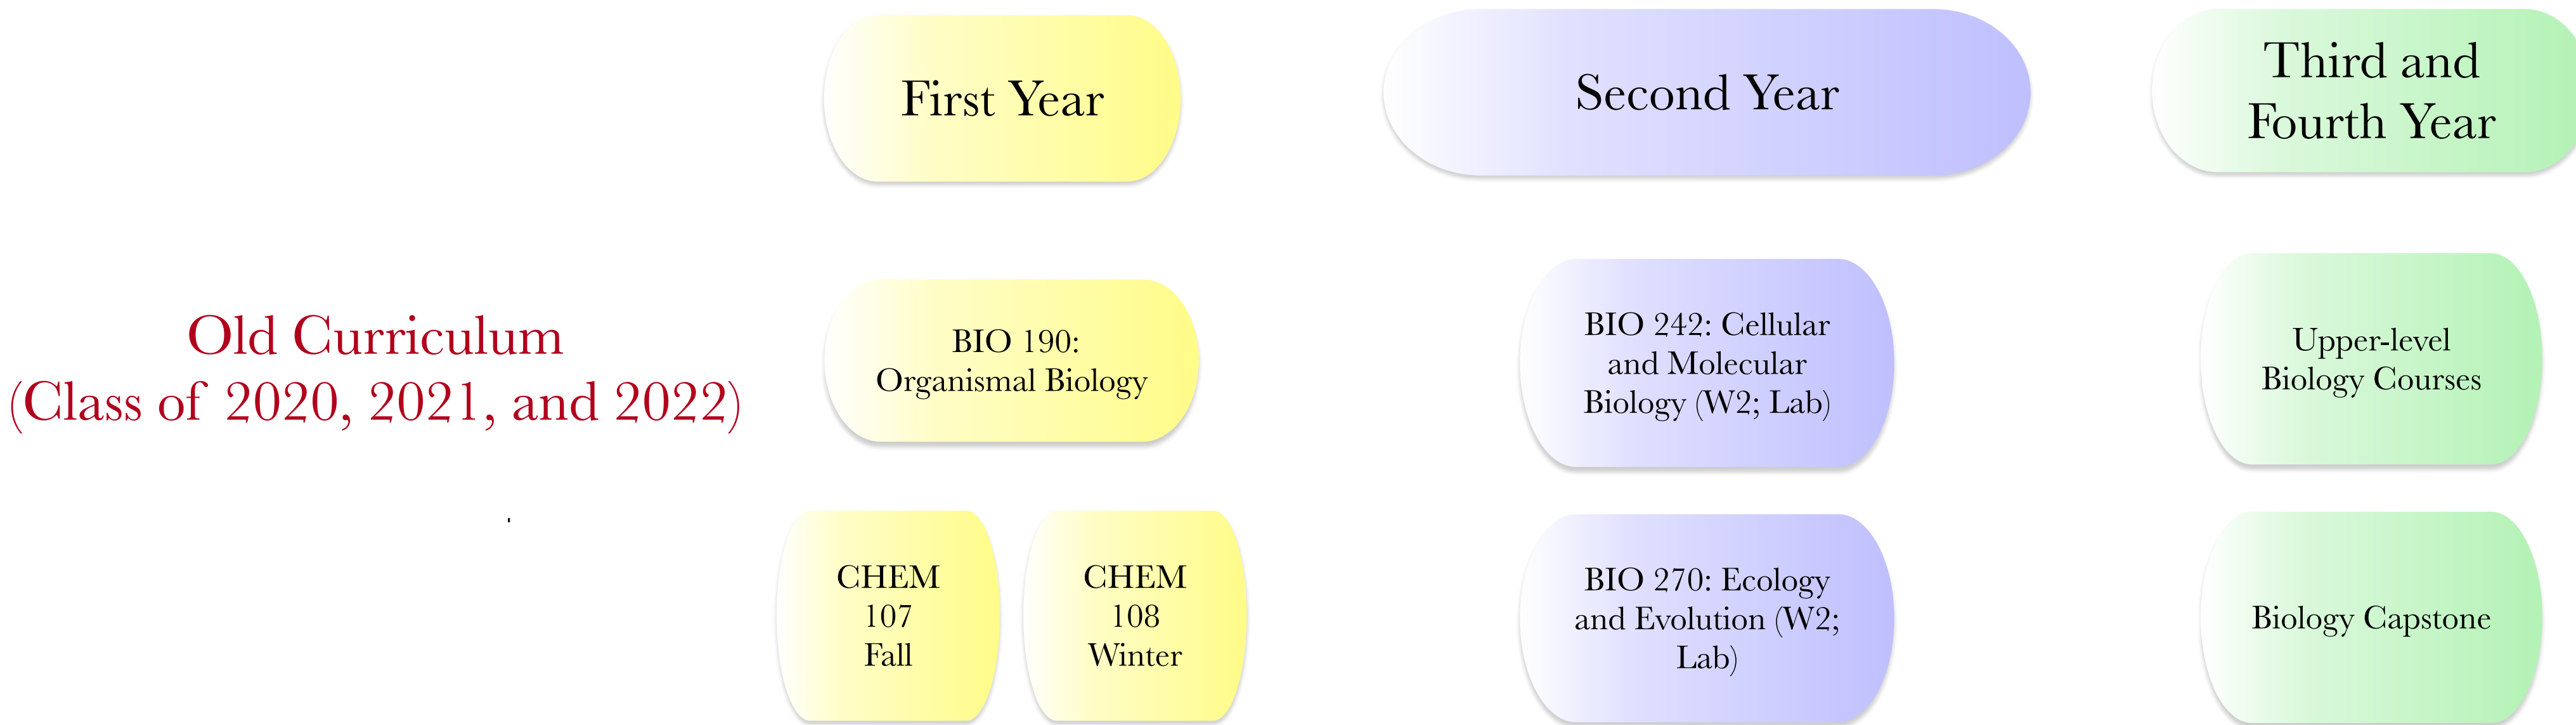 First Year
Second Year
Third and
Fourth Year
Old Curriculum
(Class of 2020, 2021, and 2022)
BIO 190:
Organismal Biology
BIO 242: Cellular
and Molecular
Biology (W2; Lab)
Upper-level
Biology Courses
CHEM
107
Fall
CHEM
108
Winter
BIO 270: Ecology
and Evolution (W2;
Lab)
Biology Capstone